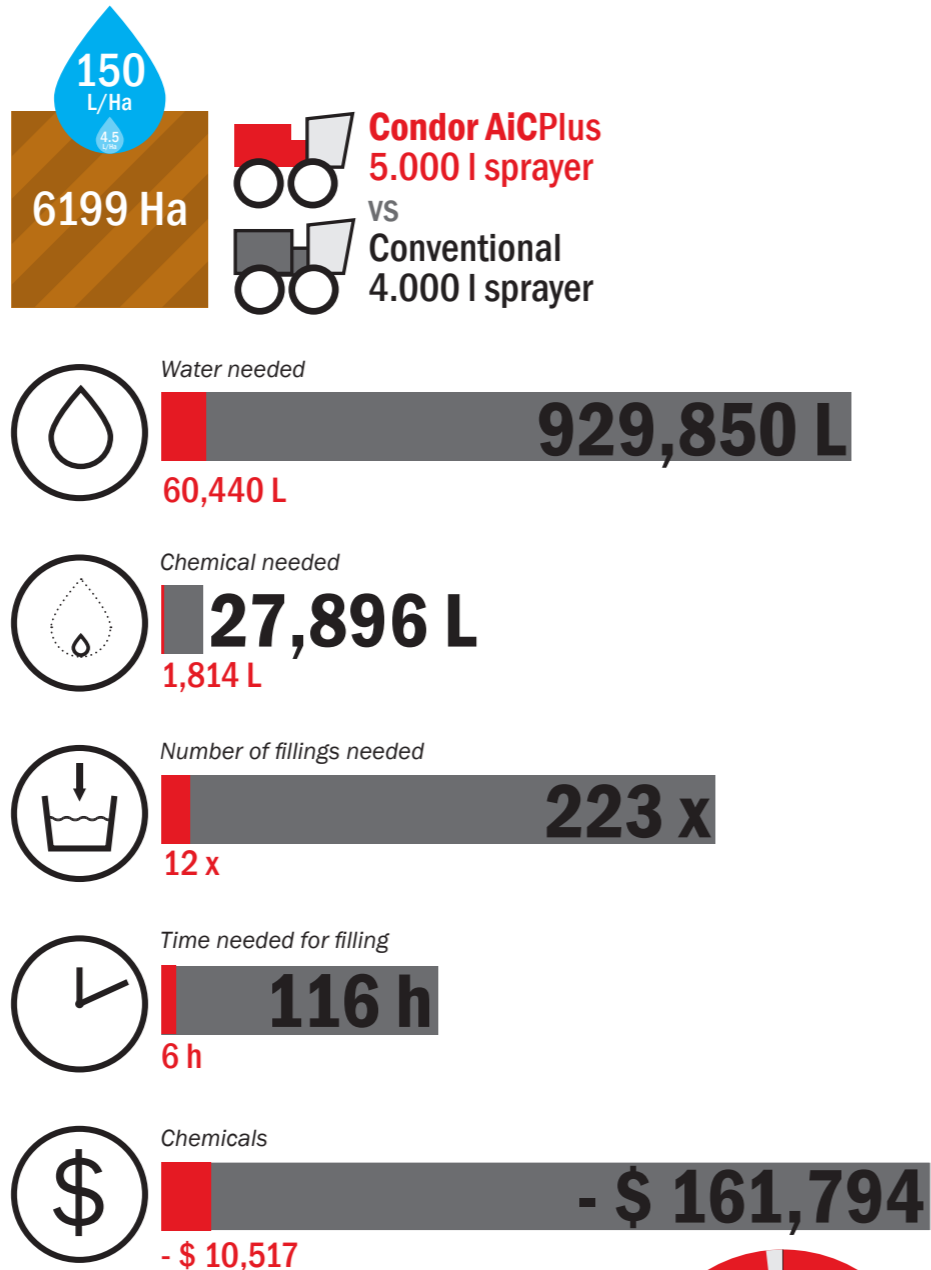 150
L/Ha
4.5
L/Ha
6199 Ha
Condor AiCPlus
5.000 l sprayer
vs
Conventional
4.000 l sprayer
Water needed
929,850 L
60,440 L
Chemical needed
27,896 L
1,814 L
Number of fillings needed
223 x
12 x
Time needed for filling
116 h
6 h
$
Chemicals
- $ 161,794
- $ 10,517